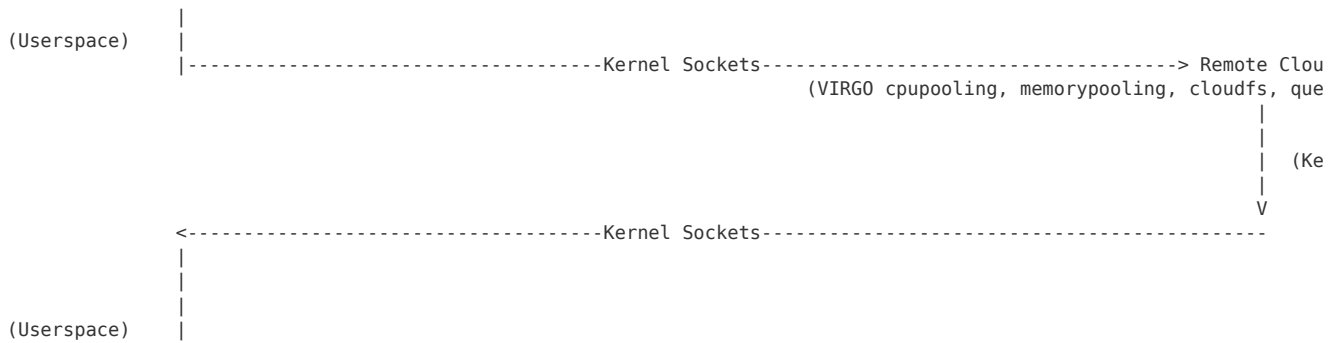 |
(Userspace) |
|-------------------------------------Kernel Sockets-------------------------------------> Remote Clou
(VIRGO cpupooling, memorypooling, cloudfs, que
|
|
| (Ke
|
V
<-------------------------------------Kernel Sockets---------------------------------------------
|
|
|
(Userspace) |